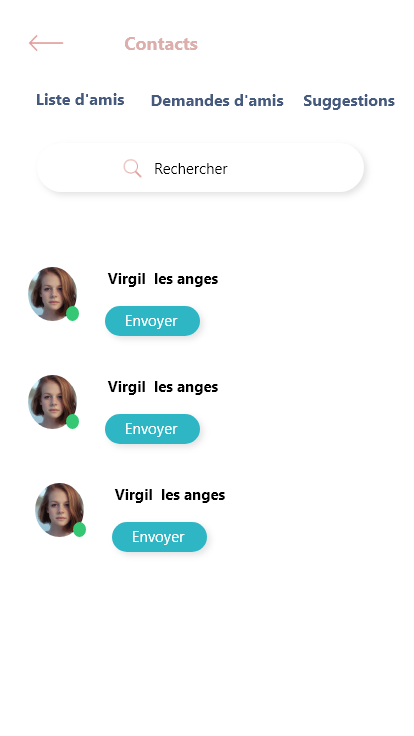 Contacts
Liste d'amis Demandes d'amis Suggestions
Rechercher
Virgil les anges
Envoyer
Virgil les anges
Envoyer
Virgil les anges
Envoyer